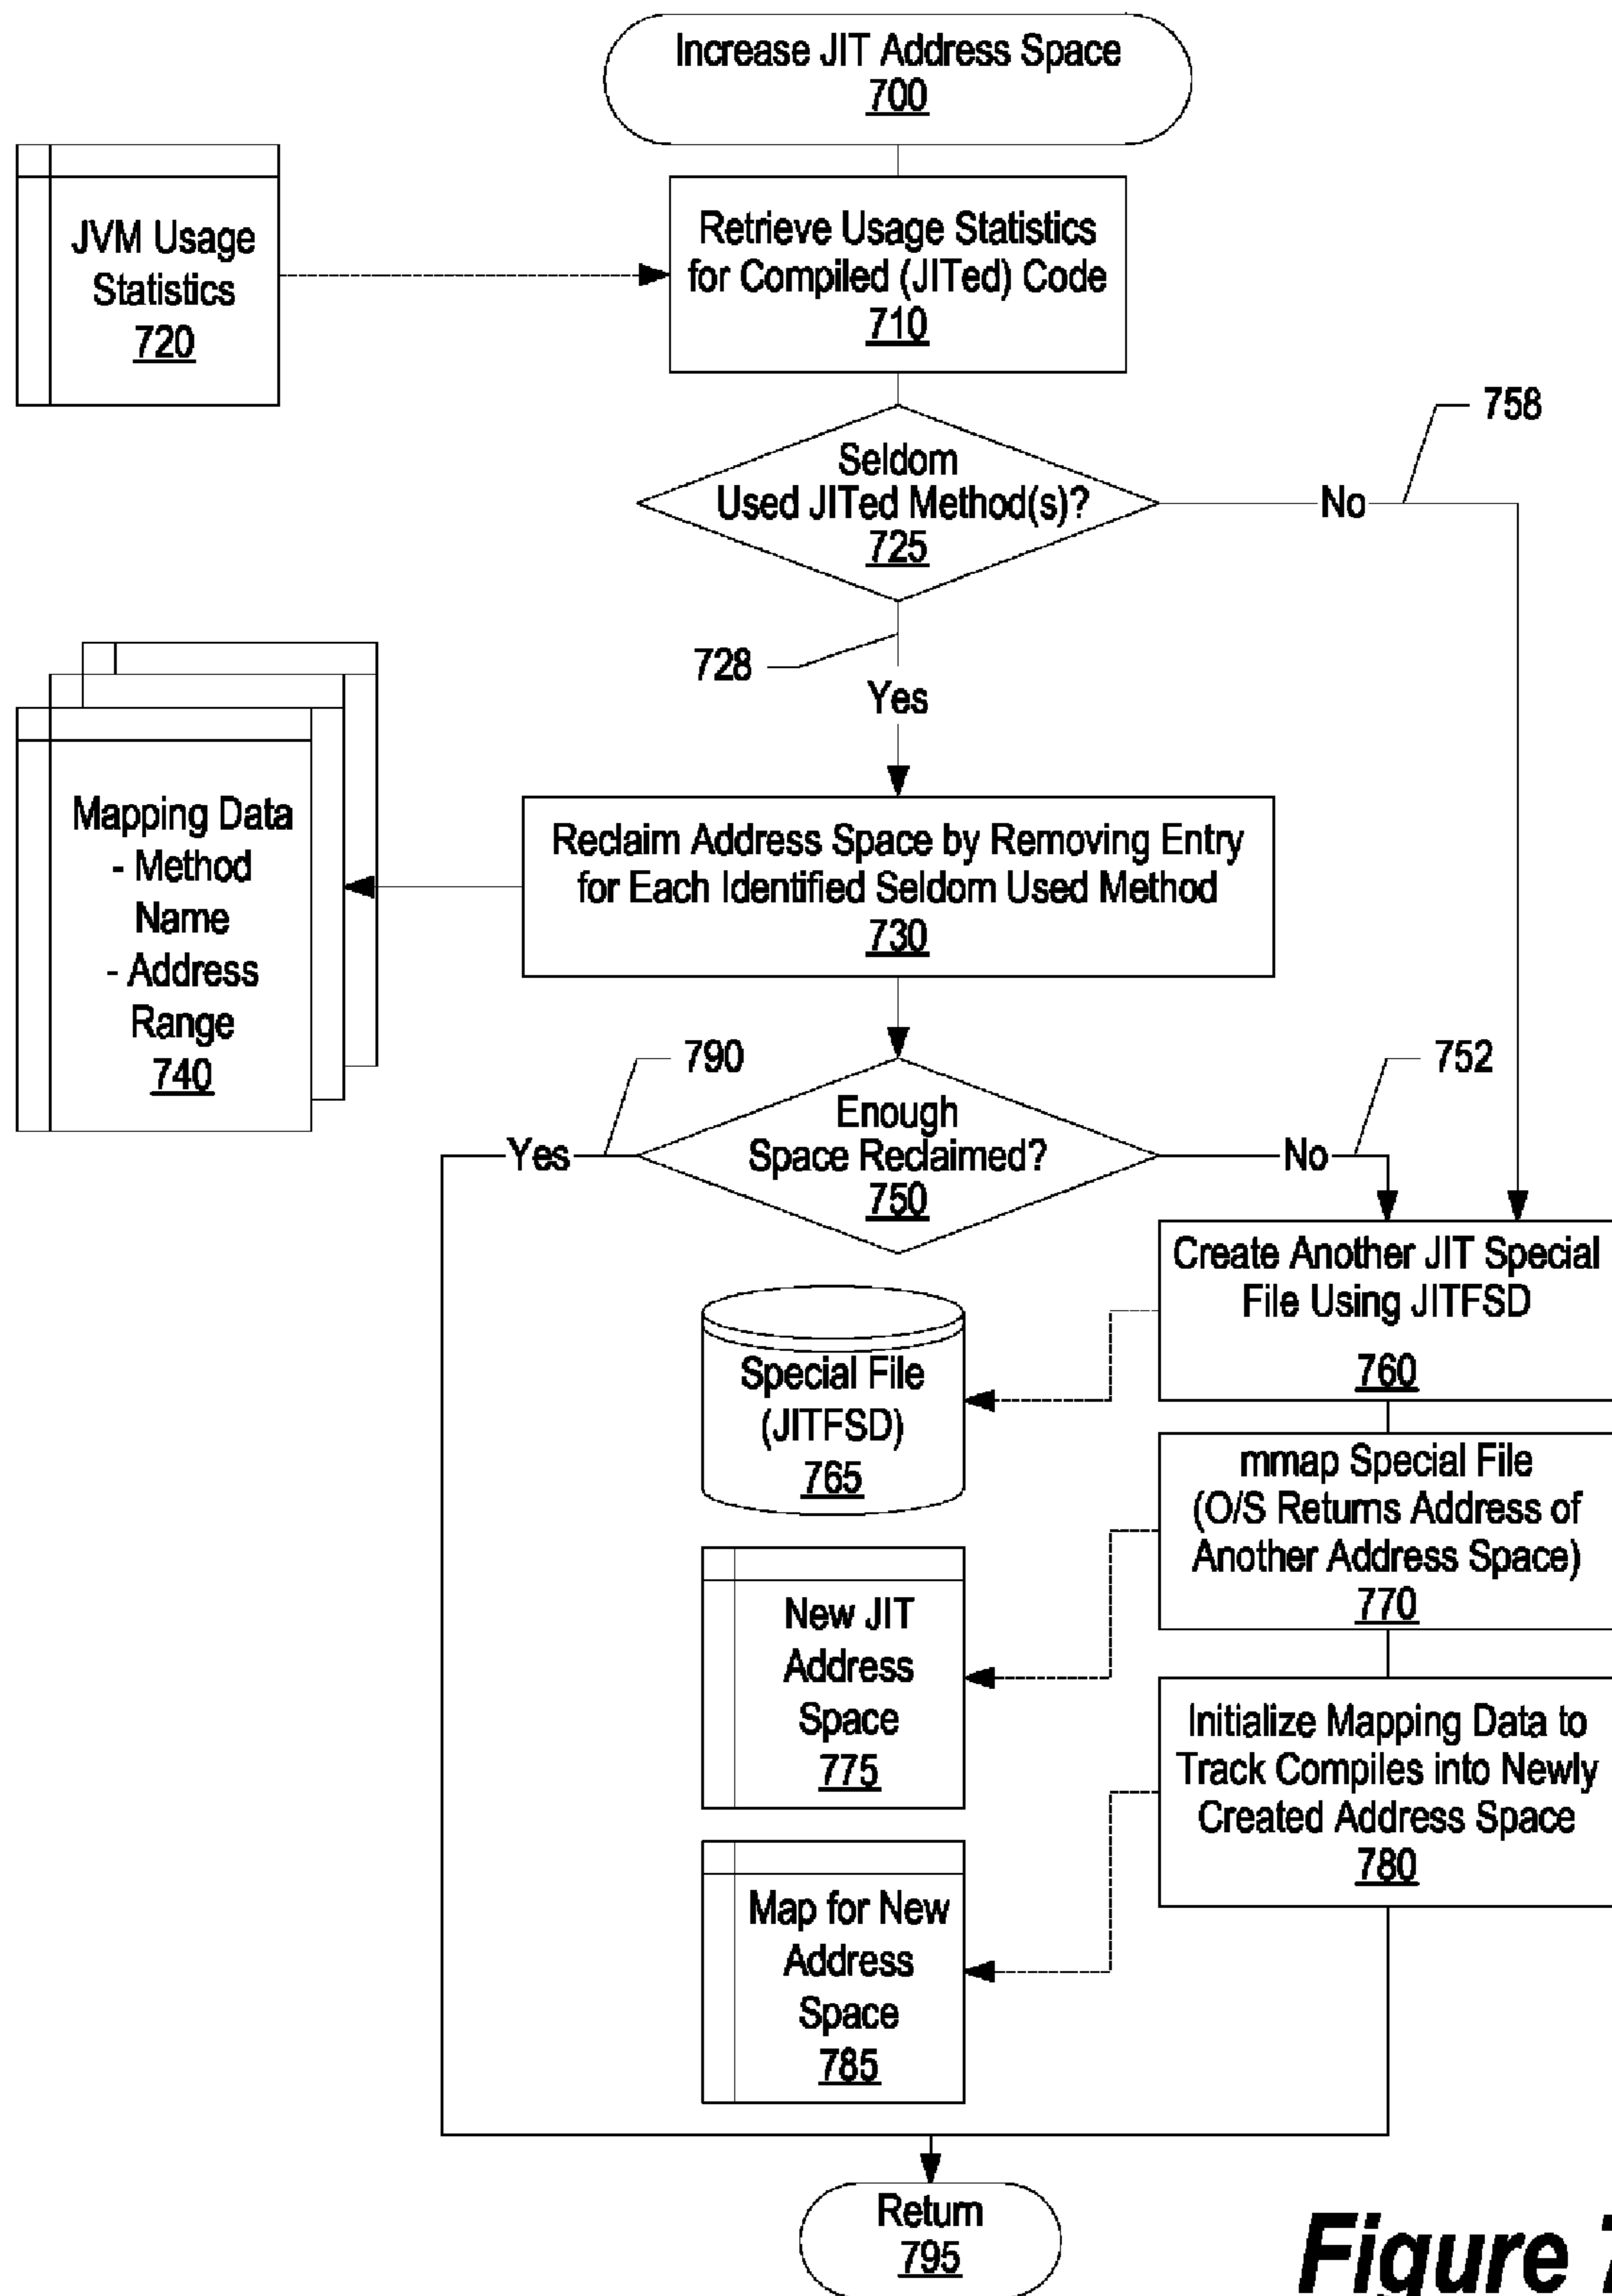 Increase JIT Address Space
700
JVM Usage
Statistics
720
Retrieve Usage Statistics
for Compiled (JITed) Code
710
758
Seldom
Used JITed Method(s)?
725
No
728
Yes
Mapping Data
- Method
Name
- Address
Range
740
Reclaim Address Space by Removing Entry
for Each Identified Seldom Used Method
730
790
752
Enough
Space Reclaimed?
750
Yes
No
Create Another JIT Special
File Using JITFSD
760
Special File
(JITFSD)
765
mmap Special File
(O/S Returns Address of
Another Address Space)
770
New JIT
Address
Space
775
Initialize Mapping Data to
Track Compiles into Newly
Created Address Space
780
Map for New
Address
Space
785
Return
795
Figure 7